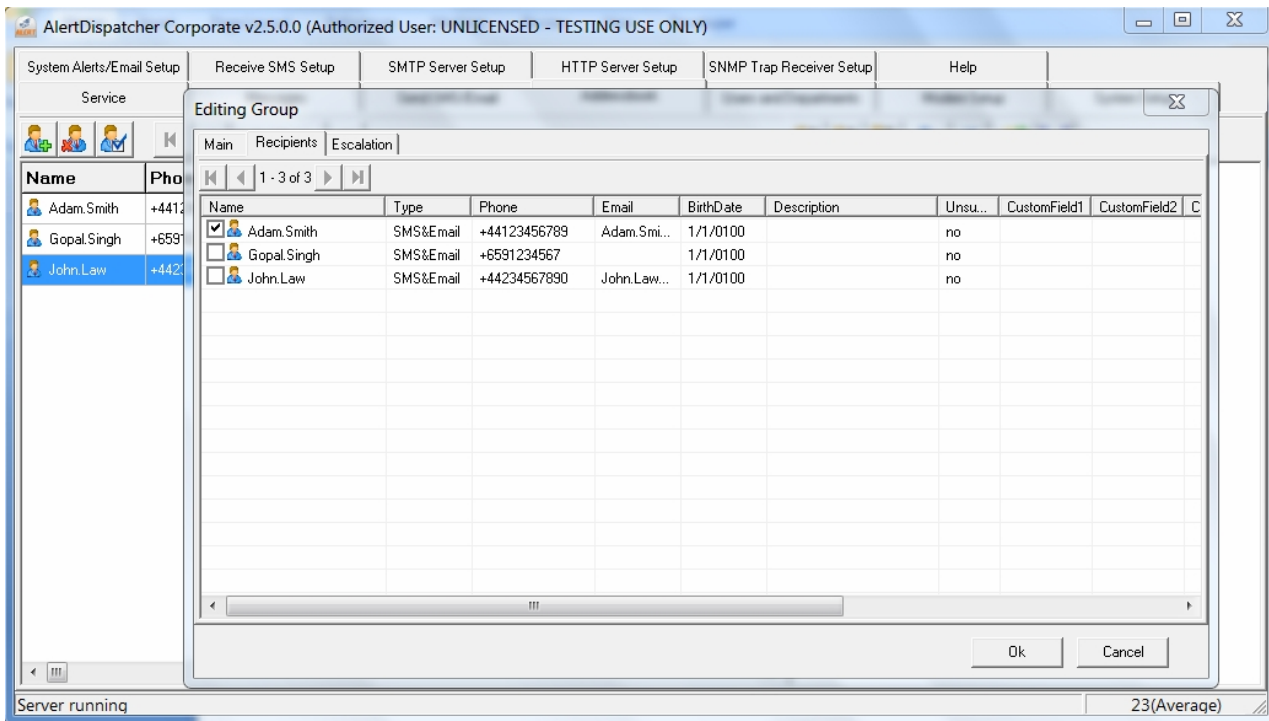 AlertDispatcher Corporate v2.5.0.0 (Authorized User: UNLICENSED - TESTING USE ONLY)
System Alerts/Email Setup Receive SMS Setup SMTP Server Setup HTTP Server Setup SNMP Trap Receiver Setup Help
Service
Editing Group
Main Recipients Escalation
1 - 3 of 3
Name Pho
Name Type Phone Email BirthDate Description Unsu... CustomField1 CustomField2 C
Adam.Smith +4412
Adam.Smith SMS&Email +44123456789 Adam.Smi... 1/1/0100 no
Gopal.Singh +659
Gopal.Singh SMS&Email +6591234567 1/1/0100 no
John.Law +442
John.Law SMS&Email +44234567890 John.Law... 1/1/0100 no
Ok Cancel
Server running 23(Average)